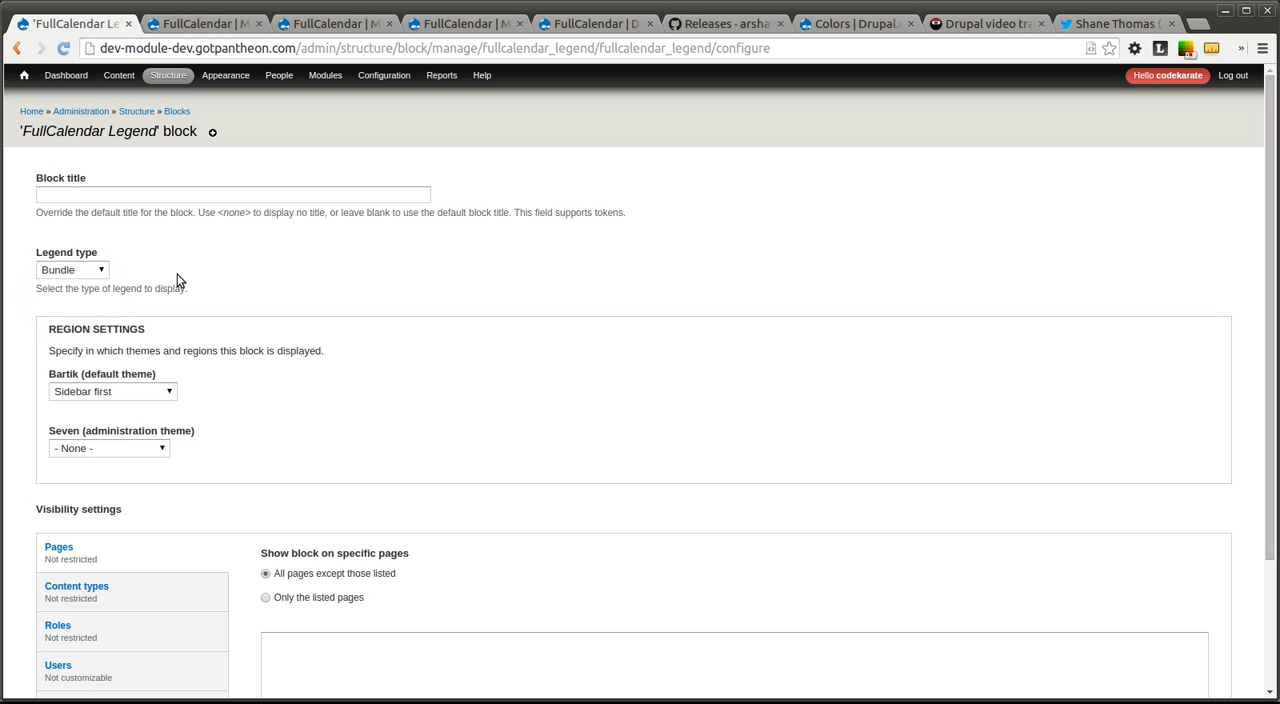 'FullCalendar Le
FullCalendar | M
FullCalendar | M
FullCalendar | M
FullCalendar | D
Releases · arsha
Colors | Drupal.c
Drupal video tra
Shane Thomas (
dev-module-dev.gotpantheon.com/admin/structure/block/manage/fullcalendar_legend/fullcalendar_legend/configure
Dashboard Content Structure Appearance People Modules Configuration Reports Help Hello codekarate Log out
Home » Administration » Structure » Blocks
'FullCalendar Legend' block
Block title
Override the default title for the block. Use <none> to display no title, or leave blank to use the default block title. This field supports tokens.
Legend type
Bundle
Select the type of legend to display.
REGION SETTINGS
Specify in which themes and regions this block is displayed.
Bartik (default theme)
Sidebar first
Seven (administration theme)
- None -
Visibility settings
Pages
Not restricted
Content types
Not restricted
Roles
Not restricted
Users
Not customizable
Show block on specific pages
All pages except those listed
Only the listed pages